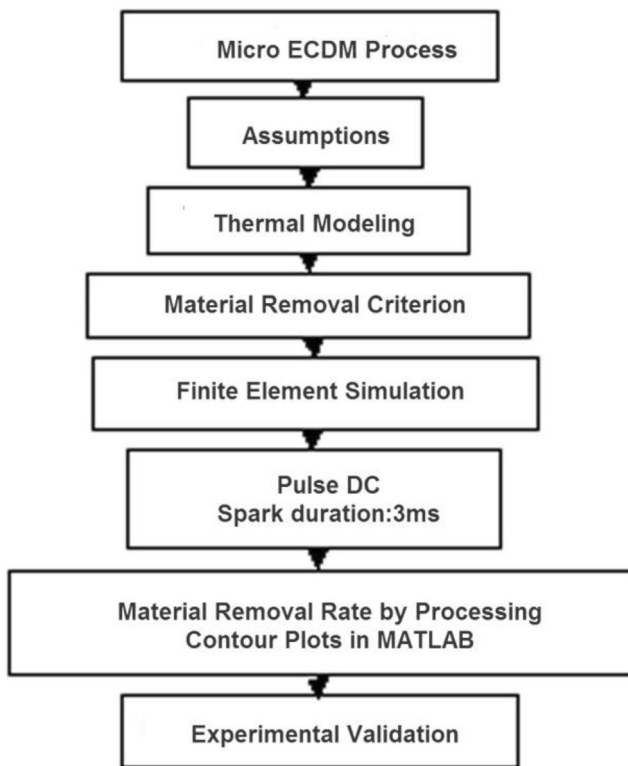 Micro ECDM Process
Assumptions
Thermal Modeling
Material Removal Criterion
Finite Element Simulation
Pulse DC
Spark duration:3ms
Material Removal Rate by Processing
Contour Plots in MATLAB
Experimental Validation